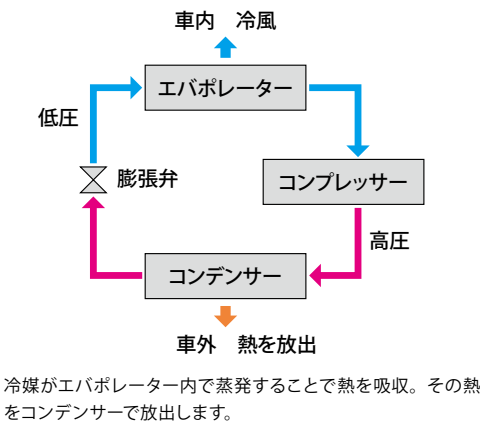 車内　冷風
エバポレーター
低圧
膨張弁
コンプレッサー
高圧
コンデンサー
車外　熱を放出
冷媒がエバポレーター内で蒸発することで熱を吸収。その熱
をコンデンサーで放出します。